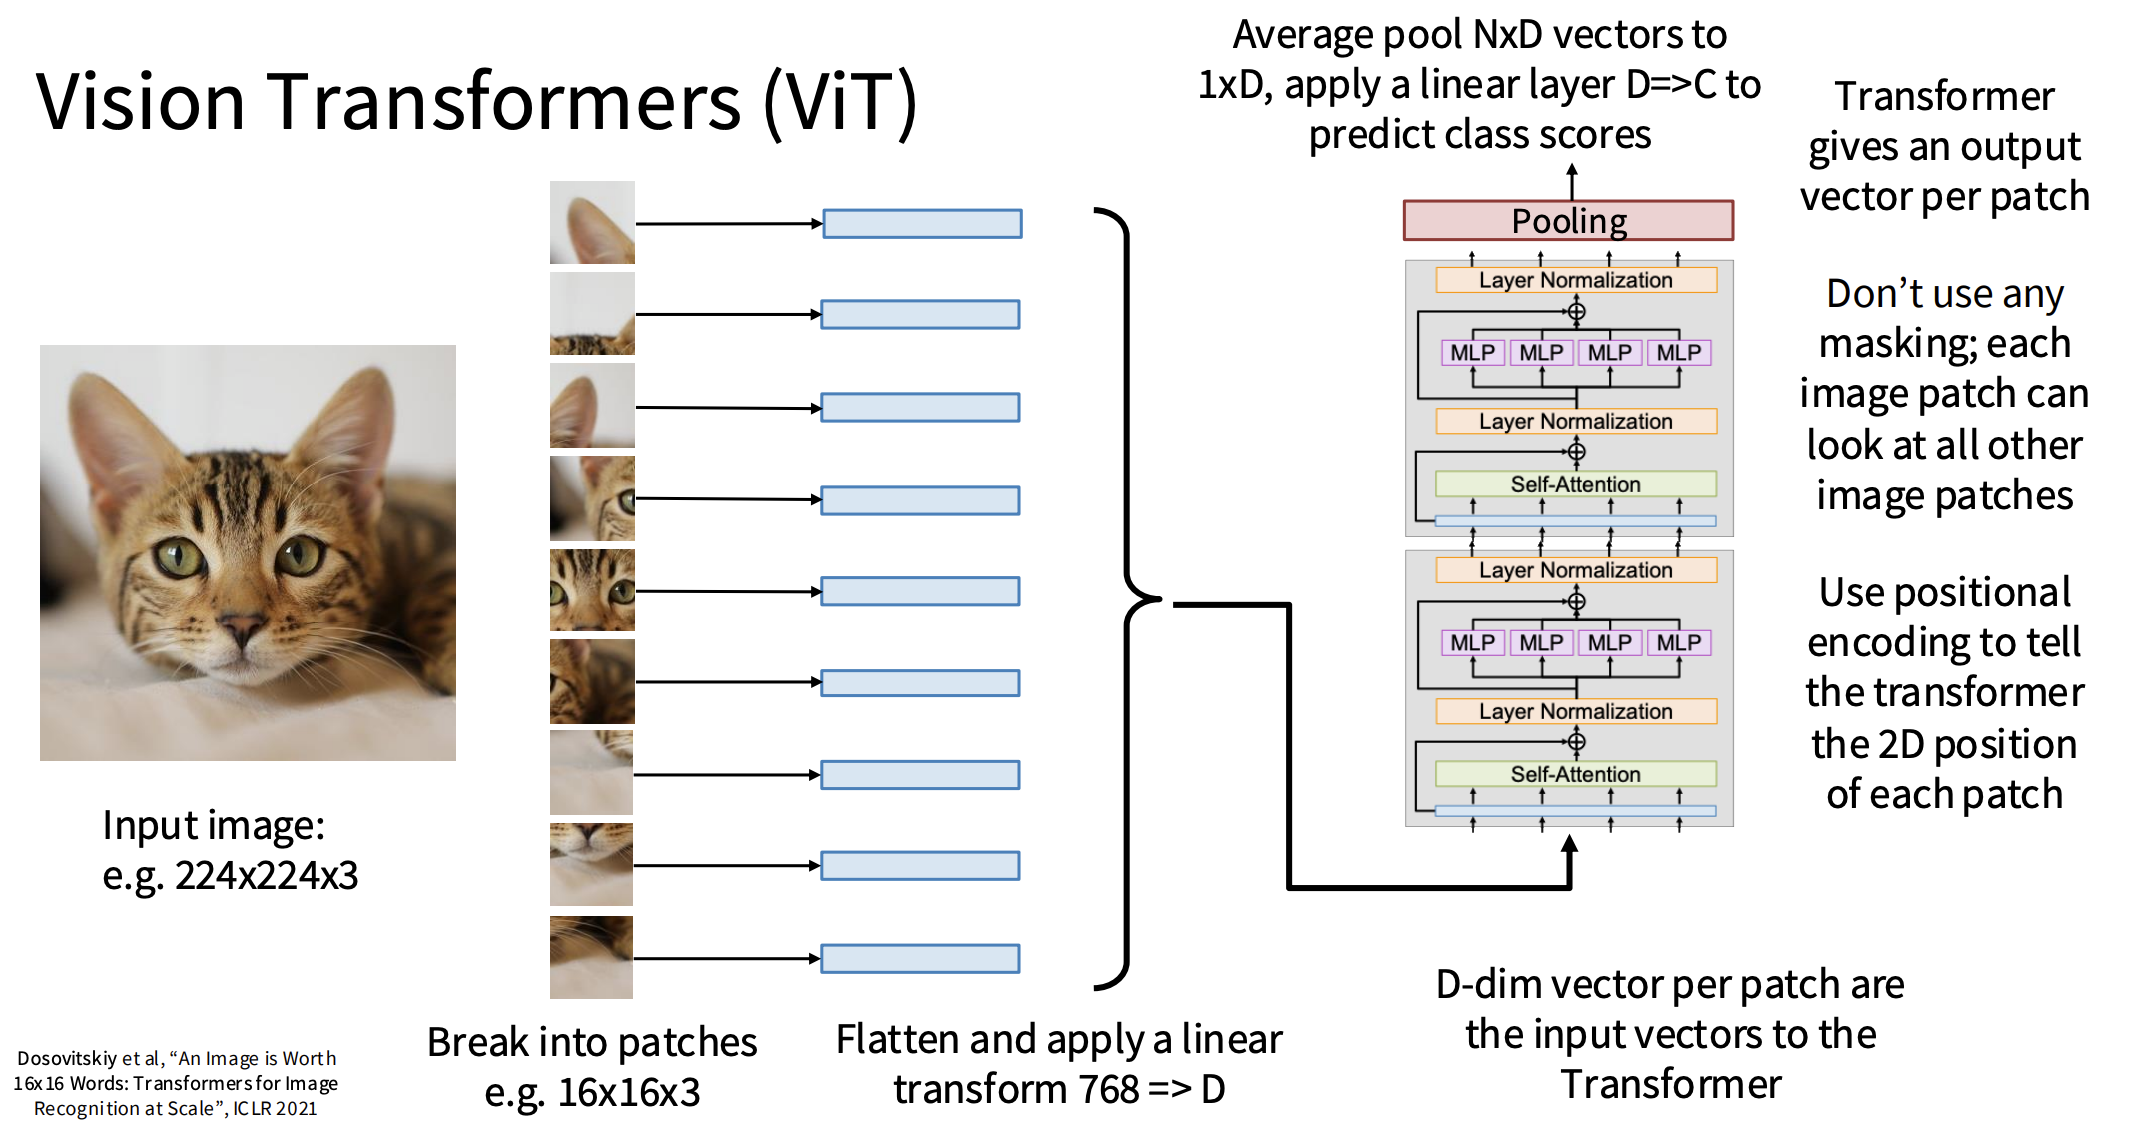 Vision Transformers (ViT)
Input image:
e.g. 224x224x3
Dosovitskiy et al, “An Image is Worth
16x16 Words: Transformers for Image
Recognition at Scale”, ICLR 2021
Break into patches
e.g. 16x16x3
Flatten and apply a linear
transform 768 => D
Average pool NxD vectors to
1xD, apply a linear layer D=>C to
predict class scores
Pooling
Layer Normalization
MLP MLP MLP MLP
Layer Normalization
Self-Attention
Layer Normalization
MLP MLP MLP MLP
Layer Normalization
Self-Attention
D-dim vector per patch are
the input vectors to the
Transformer
Transformer
gives an output
vector per patch
Don’t use any
masking; each
image patch can
look at all other
image patches
Use positional
encoding to tell
the transformer
the 2D position
of each patch